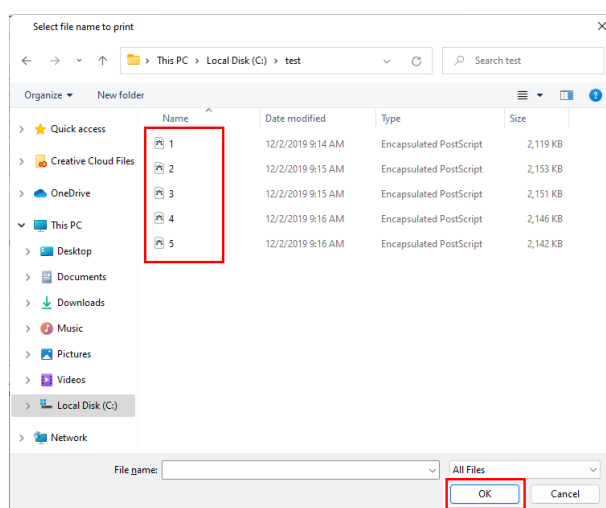 Select file name to print
This PC > Local Disk (C:) > test
Search test
Organize
New folder
Name Date modified Type Size
Quick access
Creative Cloud Files
OneDrive
This PC
Desktop
Documents
Downloads
Music
Pictures
Videos
Local Disk (C:)
Network
1 12/2/2019 9:14 AM Encapsulated PostScript 2,119 KB
2 12/2/2019 9:15 AM Encapsulated PostScript 2,153 KB
3 12/2/2019 9:15 AM Encapsulated PostScript 2,151 KB
4 12/2/2019 9:16 AM Encapsulated PostScript 2,146 KB
5 12/2/2019 9:16 AM Encapsulated PostScript 2,142 KB
File name:
All Files
OK
Cancel